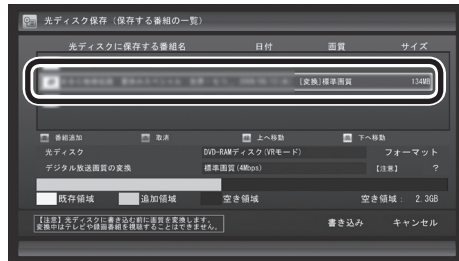 光ディスク保存（保存する番組の一覧）
光ディスクに保存する番組名 日付 画質 サイズ
[変換]標準画質 134MB
番組追加 取消 上へ移動 下へ移動
光ディスク DVD-RAMディスク(VRモード) フォーマット
デジタル放送画質の変換 標準画質(4Mbps) 【注意】 ?
既存領域 追加領域 空き領域 空き領域： 2.3GB
【注意】光ディスクに書き込む前に画質を変換します。
変換中はテレビや録画番組を視聴することはできません。
書き込み キャンセル